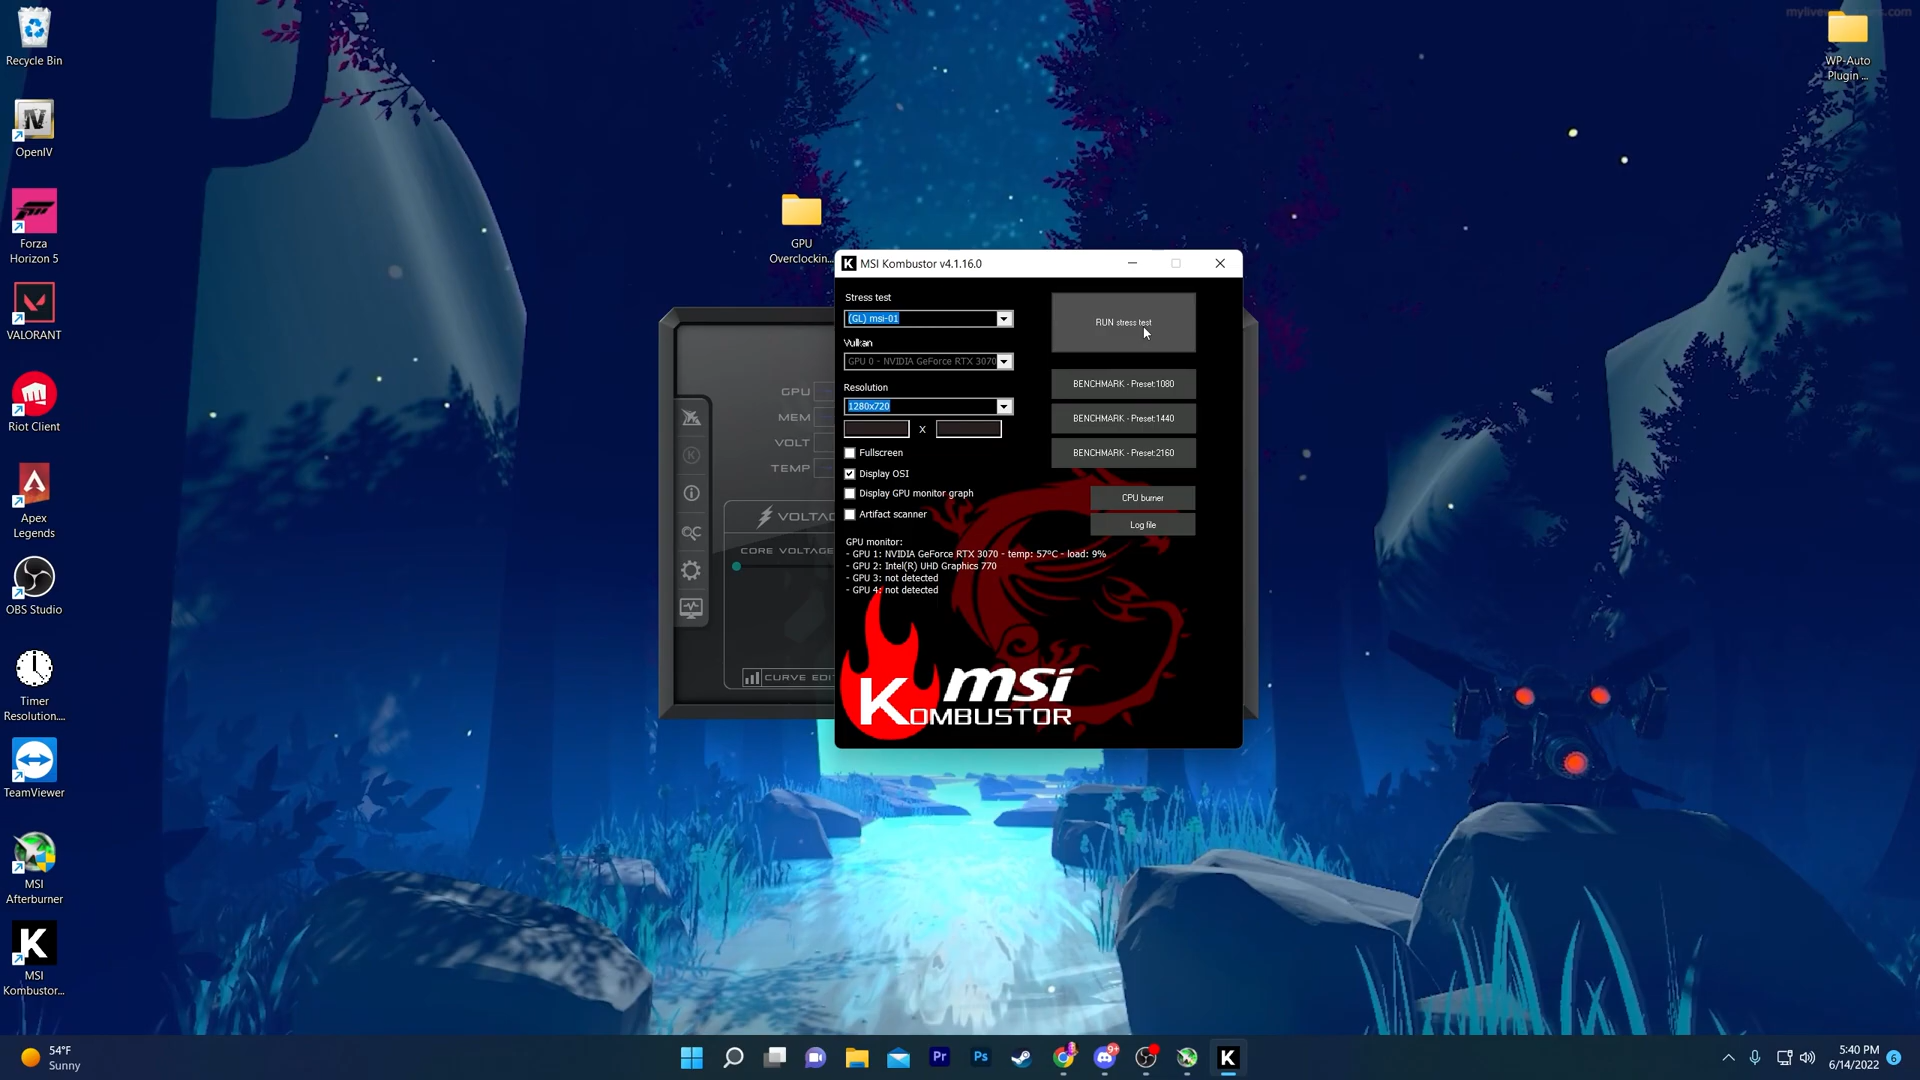 Recycle Bin
OpenIV
Forza
Horizon 5
VALORANT
Riot Client
Apex
Legends
OBS Studio
Timer
Resolution....
TeamViewer
MSI
Afterburner
MSI
Kombustor...
GPU
Overclockin...
WP-Auto
Plugin ...
GPU
MEM
VOLT
TEMP
CORE VOLTAGE
MSI Kombustor v4.1.16.0
Stress test
(GL) msi-01
RUN stress test
Vulkan
GPU 0 - NVIDIA GeForce RTX 3070
Resolution
1280x720
x
BENCHMARK - Preset:1080
BENCHMARK - Preset:1440
BENCHMARK - Preset:2160
Fullscreen
Display OSI
Display GPU monitor graph
Artifact scanner
CPU burner
Log file
GPU monitor:
- GPU 1: NVIDIA GeForce RTX 3070 - temp: 57°C - load: 9%
- GPU 2: Intel(R) UHD Graphics 770
- GPU 3: not detected
- GPU 4: not detected
msi
KOMBUSTOR
54°F
Sunny
Pr
Ps
9+
K
5:40 PM
6/14/2022
6